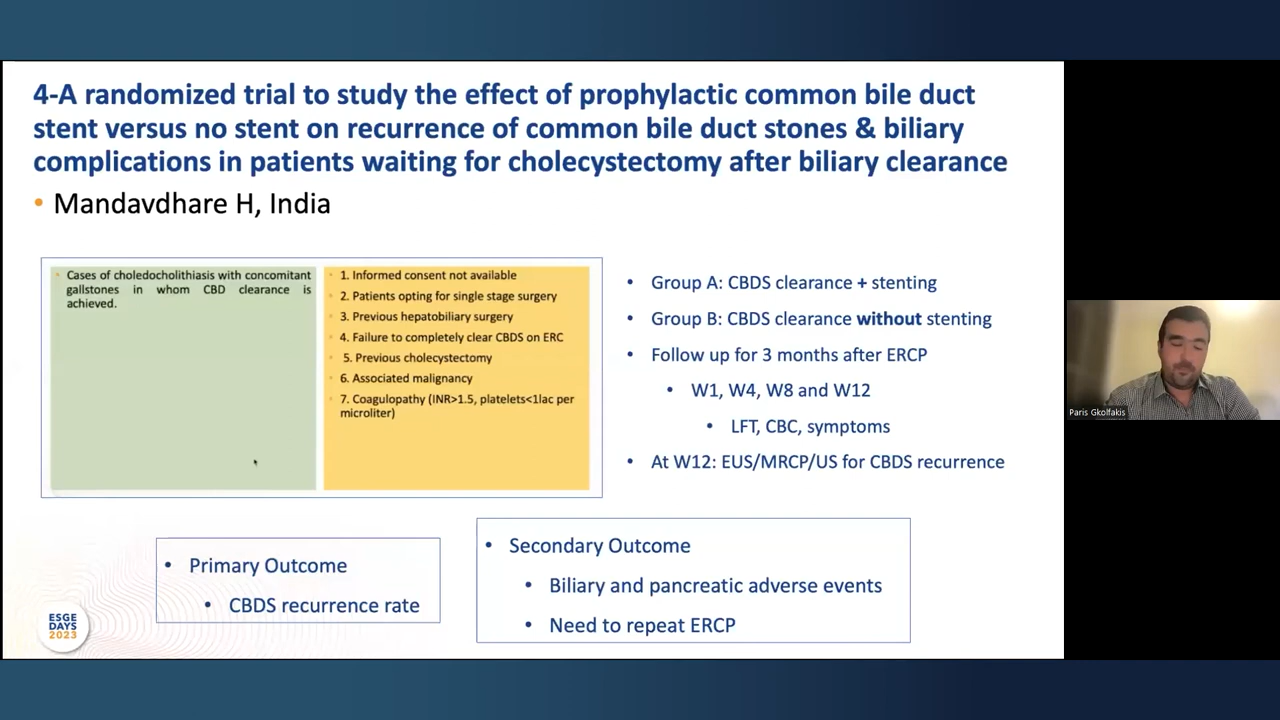 4-A randomized trial to study the effect of prophylactic common bile duct
stent versus no stent on recurrence of common bile duct stones & biliary
complications in patients waiting for cholecystectomy after biliary clearance
• Mandavdhare H, India
• Cases of choledocholithiasis with concomitant
gallstones in whom CBD clearance is
achieved.
• 1. Informed consent not available
• 2. Patients opting for single stage surgery
• 3. Previous hepatobiliary surgery
• 4. Failure to completely clear CBDS on ERC
• 5. Previous cholecystectomy
• 6. Associated malignancy
• 7. Coagulopathy (INR>1.5, platelets<1lac per
microliter)
• Group A: CBDS clearance + stenting
• Group B: CBDS clearance without stenting
• Follow up for 3 months after ERCP
• W1, W4, W8 and W12
• LFT, CBC, symptoms
• At W12: EUS/MRCP/US for CBDS recurrence
• Primary Outcome
• CBDS recurrence rate
• Secondary Outcome
• Biliary and pancreatic adverse events
• Need to repeat ERCP
ESGE
DAYS
2023
Paris Gkolfakis